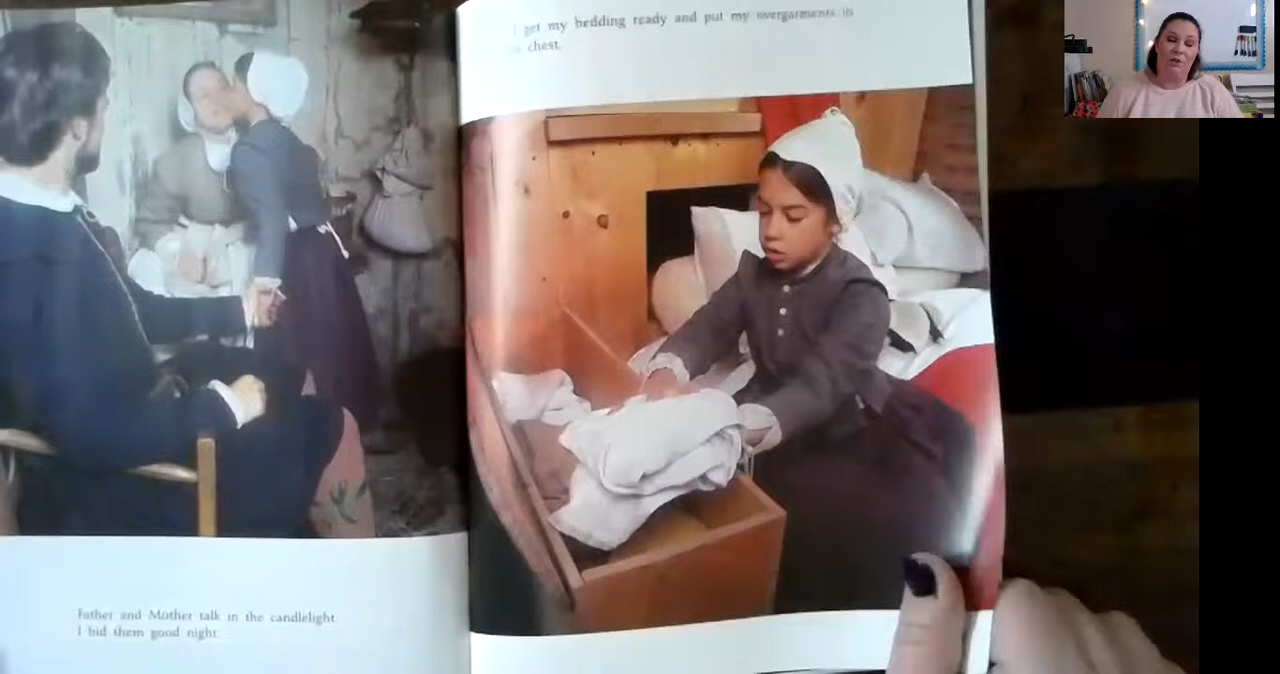 Father and Mother talk in the candlelight.
I bid them good night.
I get my bedding ready and put my overgarments in
chest.